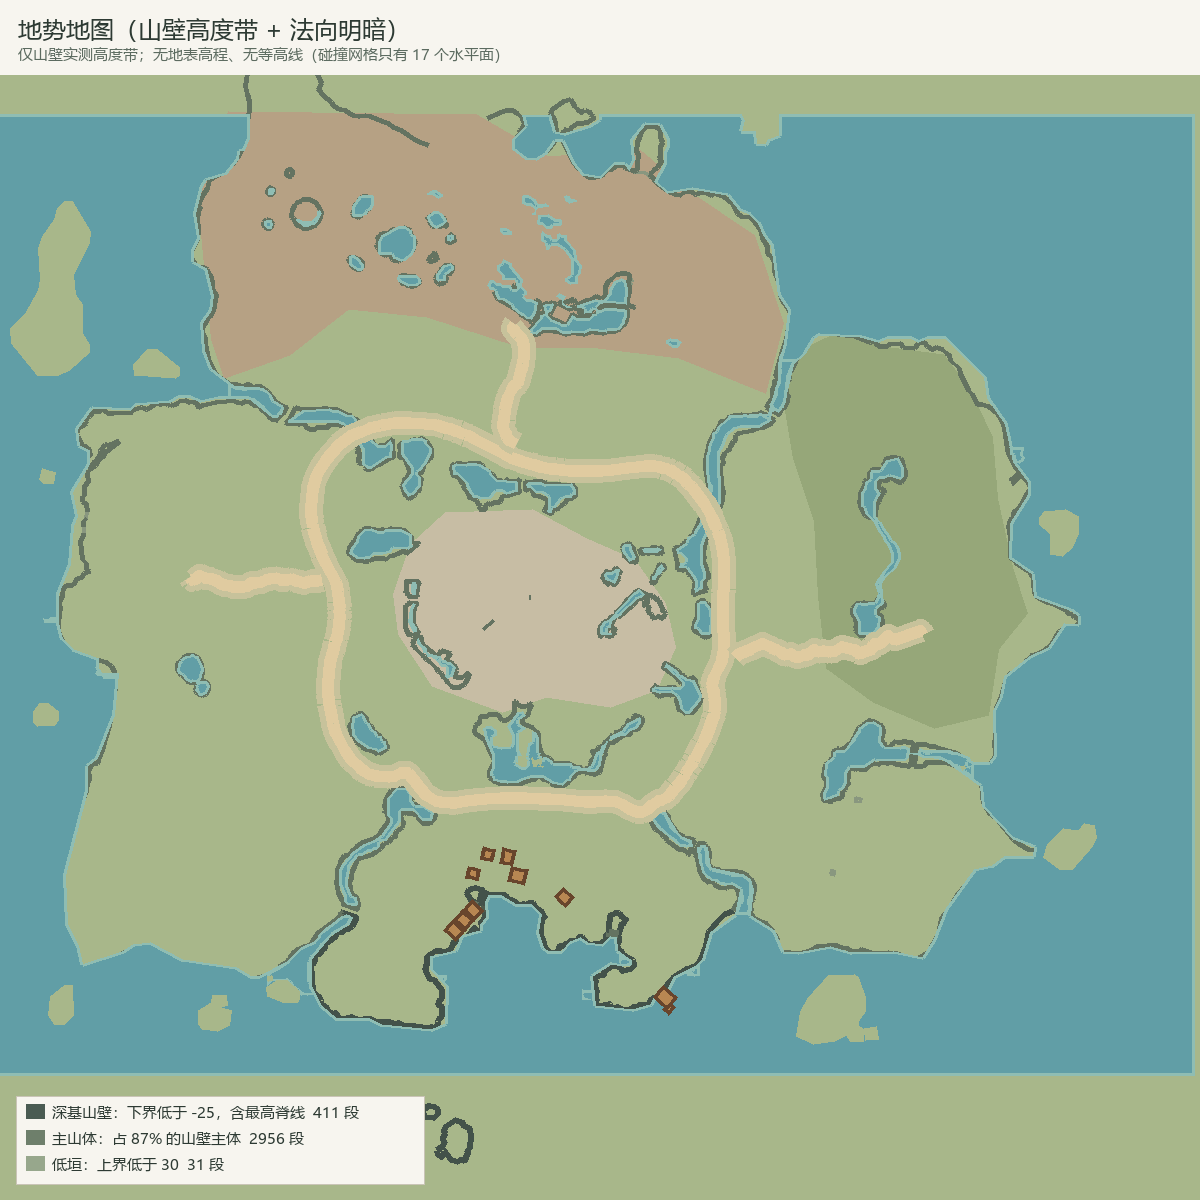 地势地图（山壁高度带 + 法向明暗）
仅山壁实测高度带；无地表高程、无等高线（碰撞网格只有 17 个水平面）
深基山壁：下界低于 -25，含最高脊线 411 段
主山体：占 87% 的山壁主体 2956 段
低垣：上界低于 30 31 段